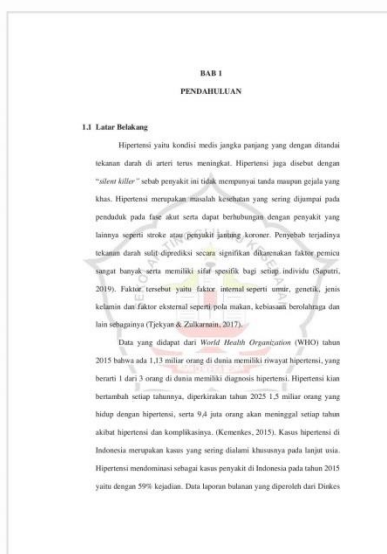 BAB 1
PENDAHULUAN
1.1 Latar Belakang
Hipertensi yaitu kondisi medis jangka panjang yang dengan ditandai
tekanan darah di arteri terus meningkat. Hipertensi juga disebut dengan
"silent killer" sebab penyakit ini tidak mempunyai tanda maupun gejala yang
khas. Hipertensi merupakan masalah kesehatan yang sering dijumpai pada
penduduk pada fase akut serta dapat berhubungan dengan penyakit yang
lainnya seperti stroke atau penyakit jantung koroner. Penyebab terjadinya
tekanan darah sulit diprediksi secara signifikan dikarenakan faktor pemicu
sangat banyak serta memiliki sifat spesifik bagi setiap individu (Saputri,
2019). Faktor tersebut yaitu faktor internal seperti umur, genetik, jenis
kelamin dan faktor eksternal seperti pola makan, kebiasaan berolahraga dan
lain sebagainya (Tjekyan & Zulkarnain, 2017).
Data yang didapat dari World Health Organization (WHO) tahun
2015 bahwa ada 1,13 miliar orang di dunia memiliki riwayat hipertensi, yang
berarti 1 dari 3 orang di dunia memiliki diagnosis hipertensi. Hipertensi kian
bertambah setiap tahunnya, diperkirakan tahun 2025 1,5 miliar orang yang
hidup dengan hipertensi, serta 9,4 juta orang akan meninggal setiap tahun
akibat hipertensi dan komplikasinya. (Kemenkes, 2015). Kasus hipertensi di
Indonesia merupakan kasus yang sering dialami khususnya pada lanjut usia.
Hipertensi mendominasi sebagai kasus penyakit di Indonesia pada tahun 2015
yaitu dengan 59% kejadian. Data laporan bulanan yang diperoleh dari Dinkes